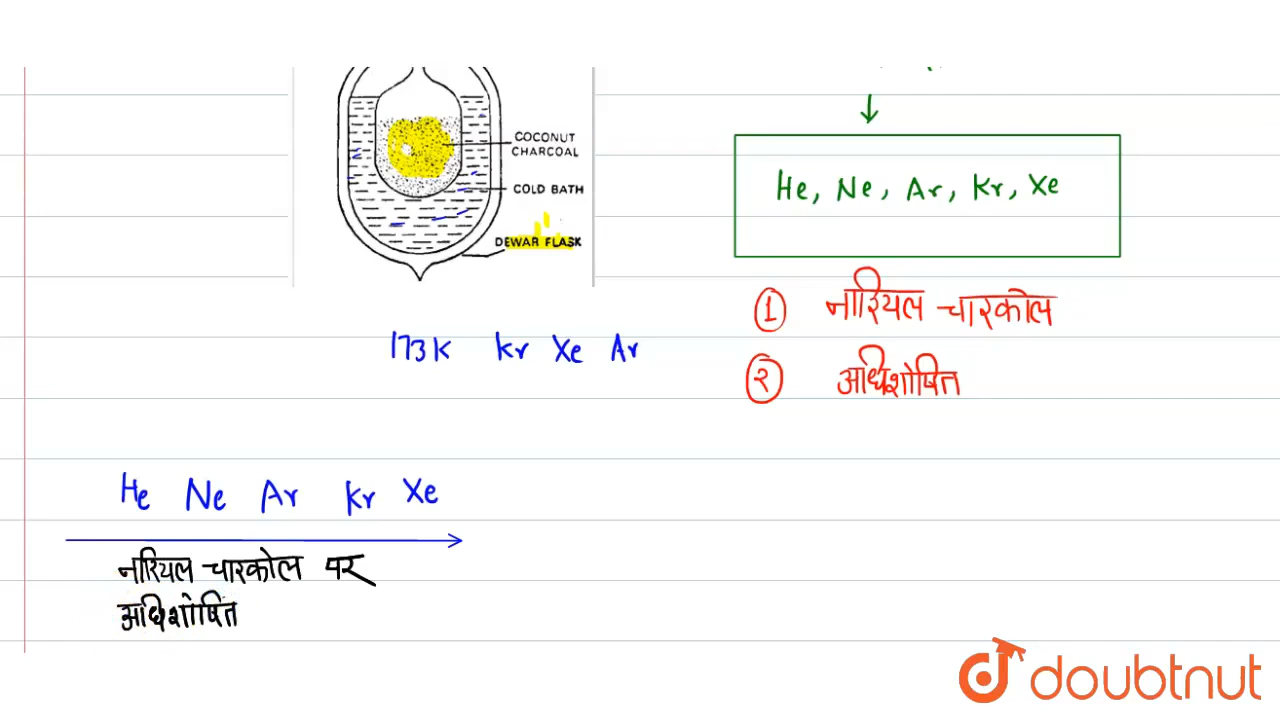 COCONUT
CHARCOAL
COLD BATH
DEWAR FLASK
He, Ne, Ar, Kr, Xe
1 नारियल चारकोल
२ अधिशोषित
173K Kr Xe Ar
He Ne Ar Kr Xe
नारियल चारकोल पर
अधिशोषित
doubtnut